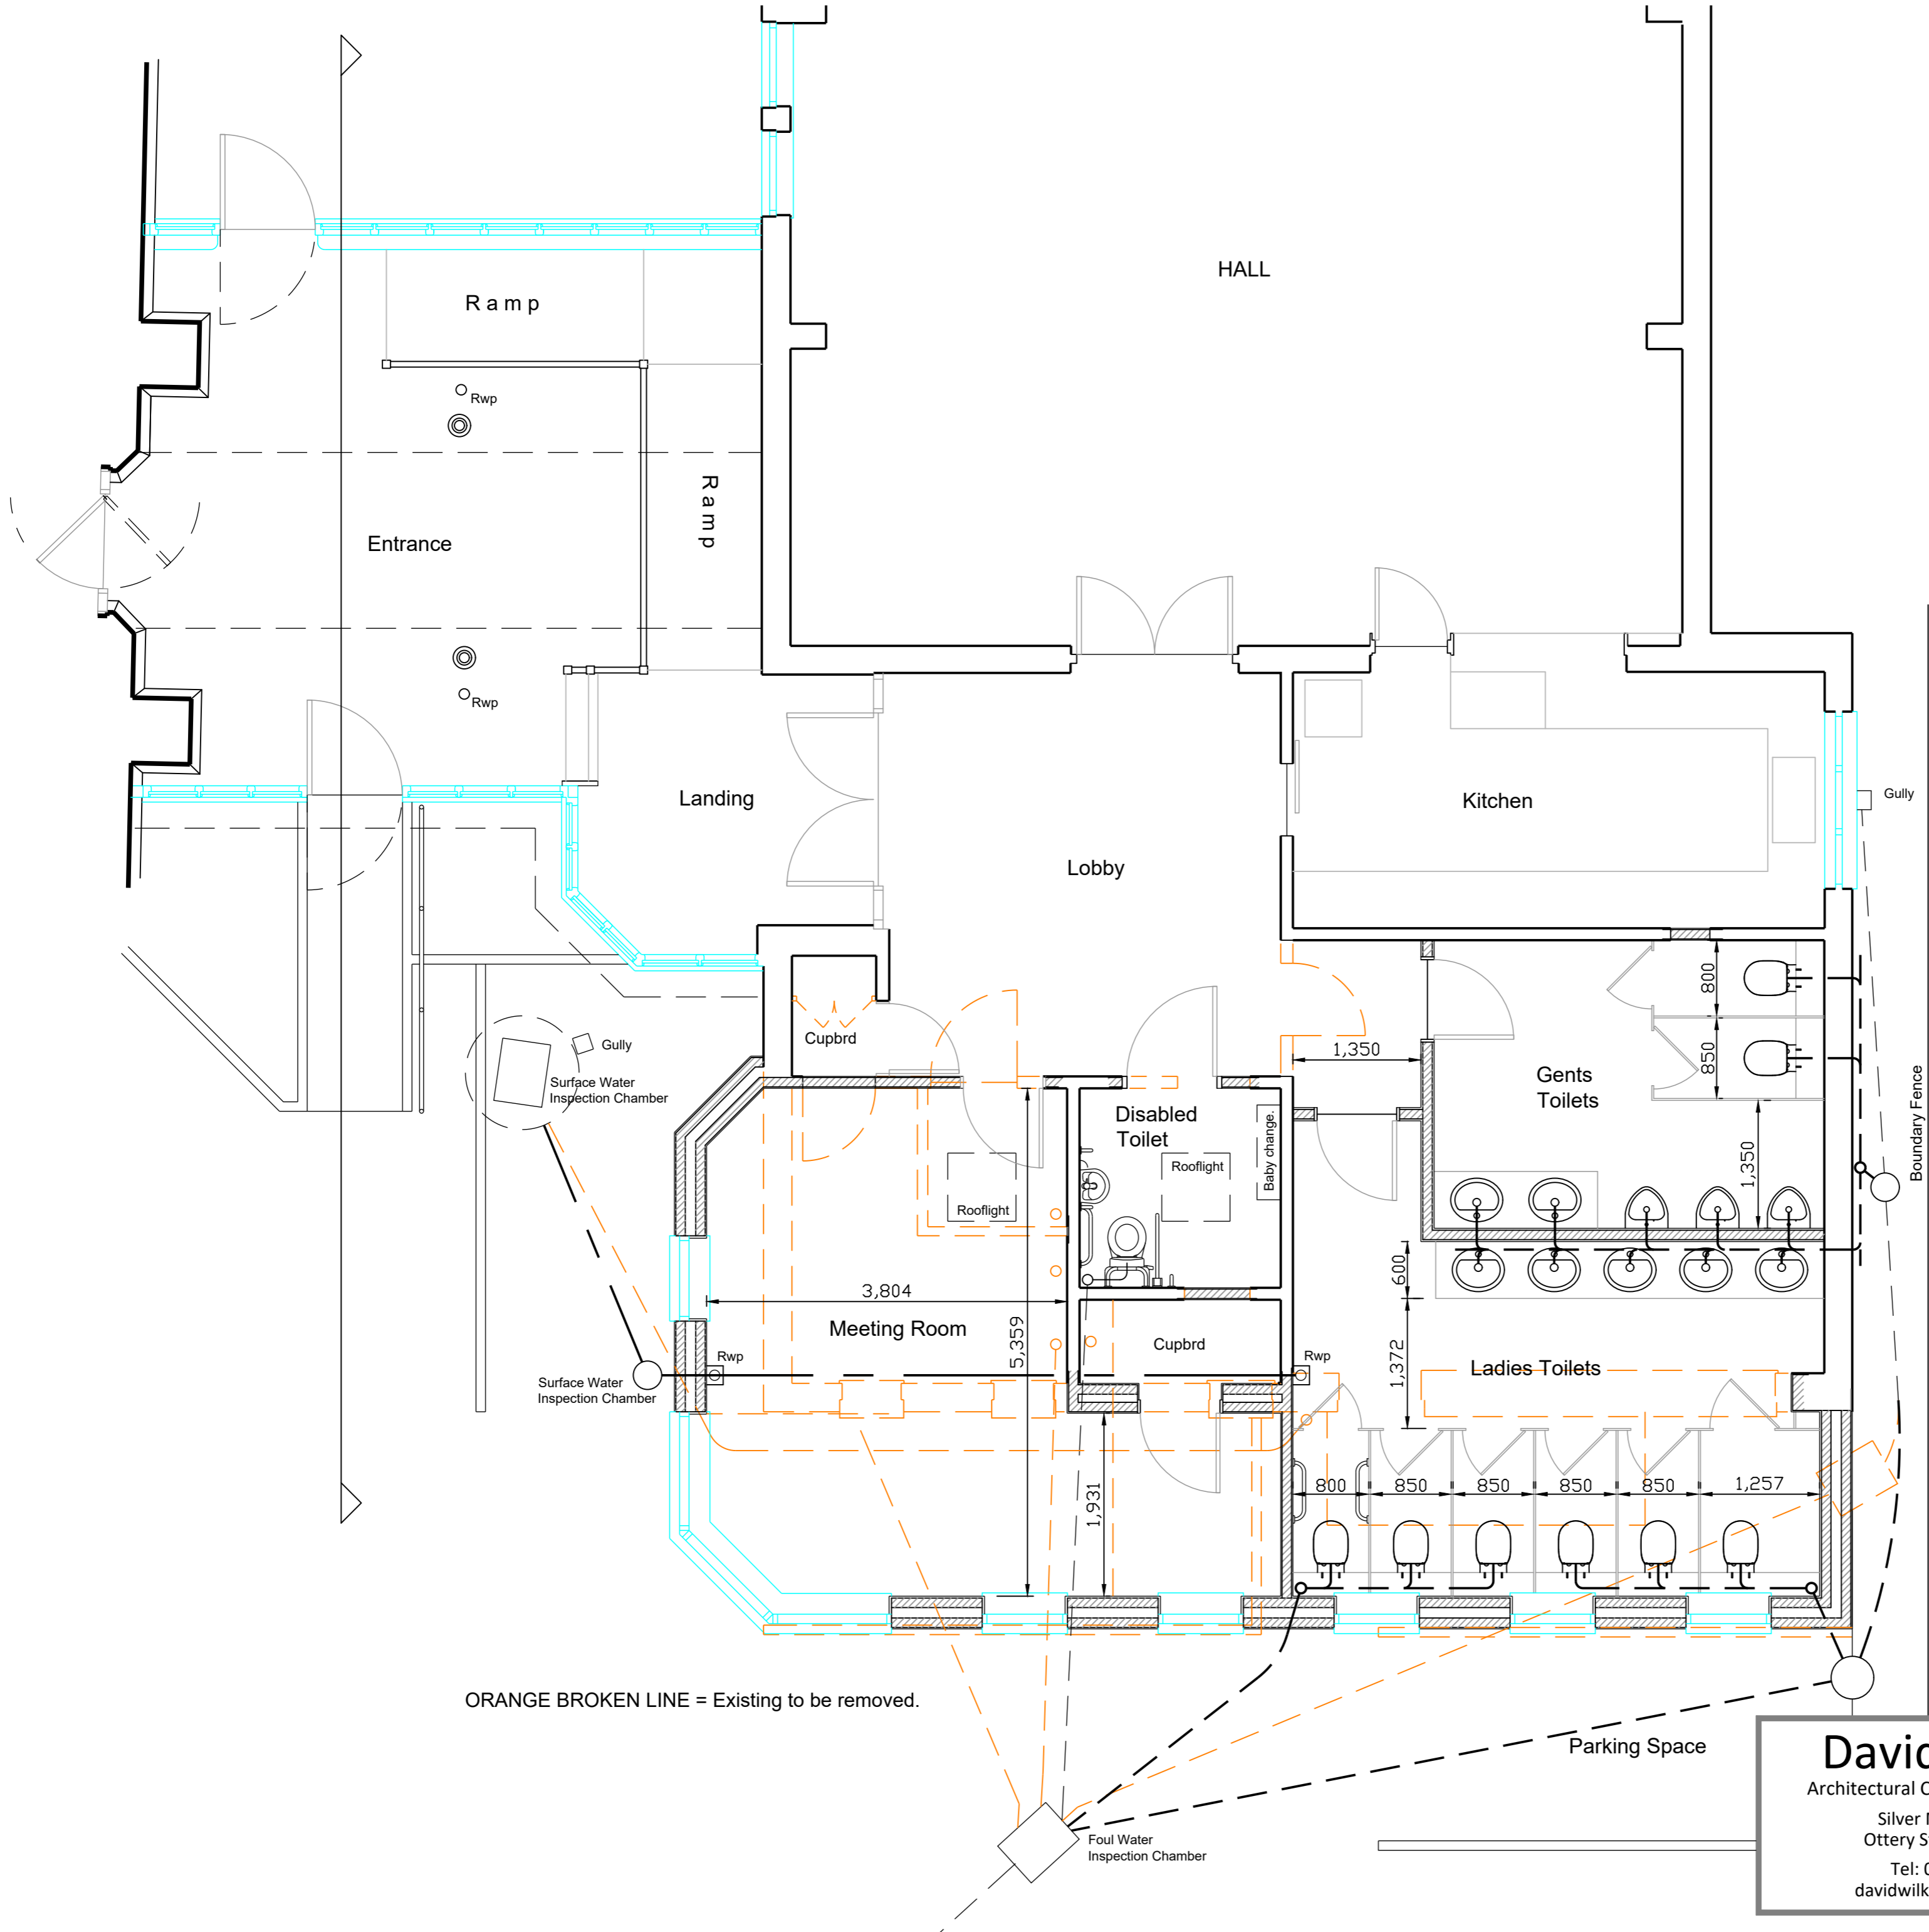 HALL
R a m p
Rwp
R a m p
Entrance
Rwp
Landing
Kitchen
Gully
Lobby
800
Cupbrd
Gully
1,350
850
Surface Water
Inspection Chamber
Gents
Toilets
Disabled
Toilet
Baby change.
Boundary Fence
Rooflight
1,350
Rooflight
600
3,804
Meeting Room
5,359
Cupbrd
1,372
Rwp
Rwp
Ladies Toilets
Surface Water
Inspection Chamber
800
850
850
850
850
1,257
1,931
ORANGE BROKEN LINE = Existing to be removed.
Parking Space
Foul Water
Inspection Chamber
David
Architectural
Silver
Ottery
Tel:
davidwilk